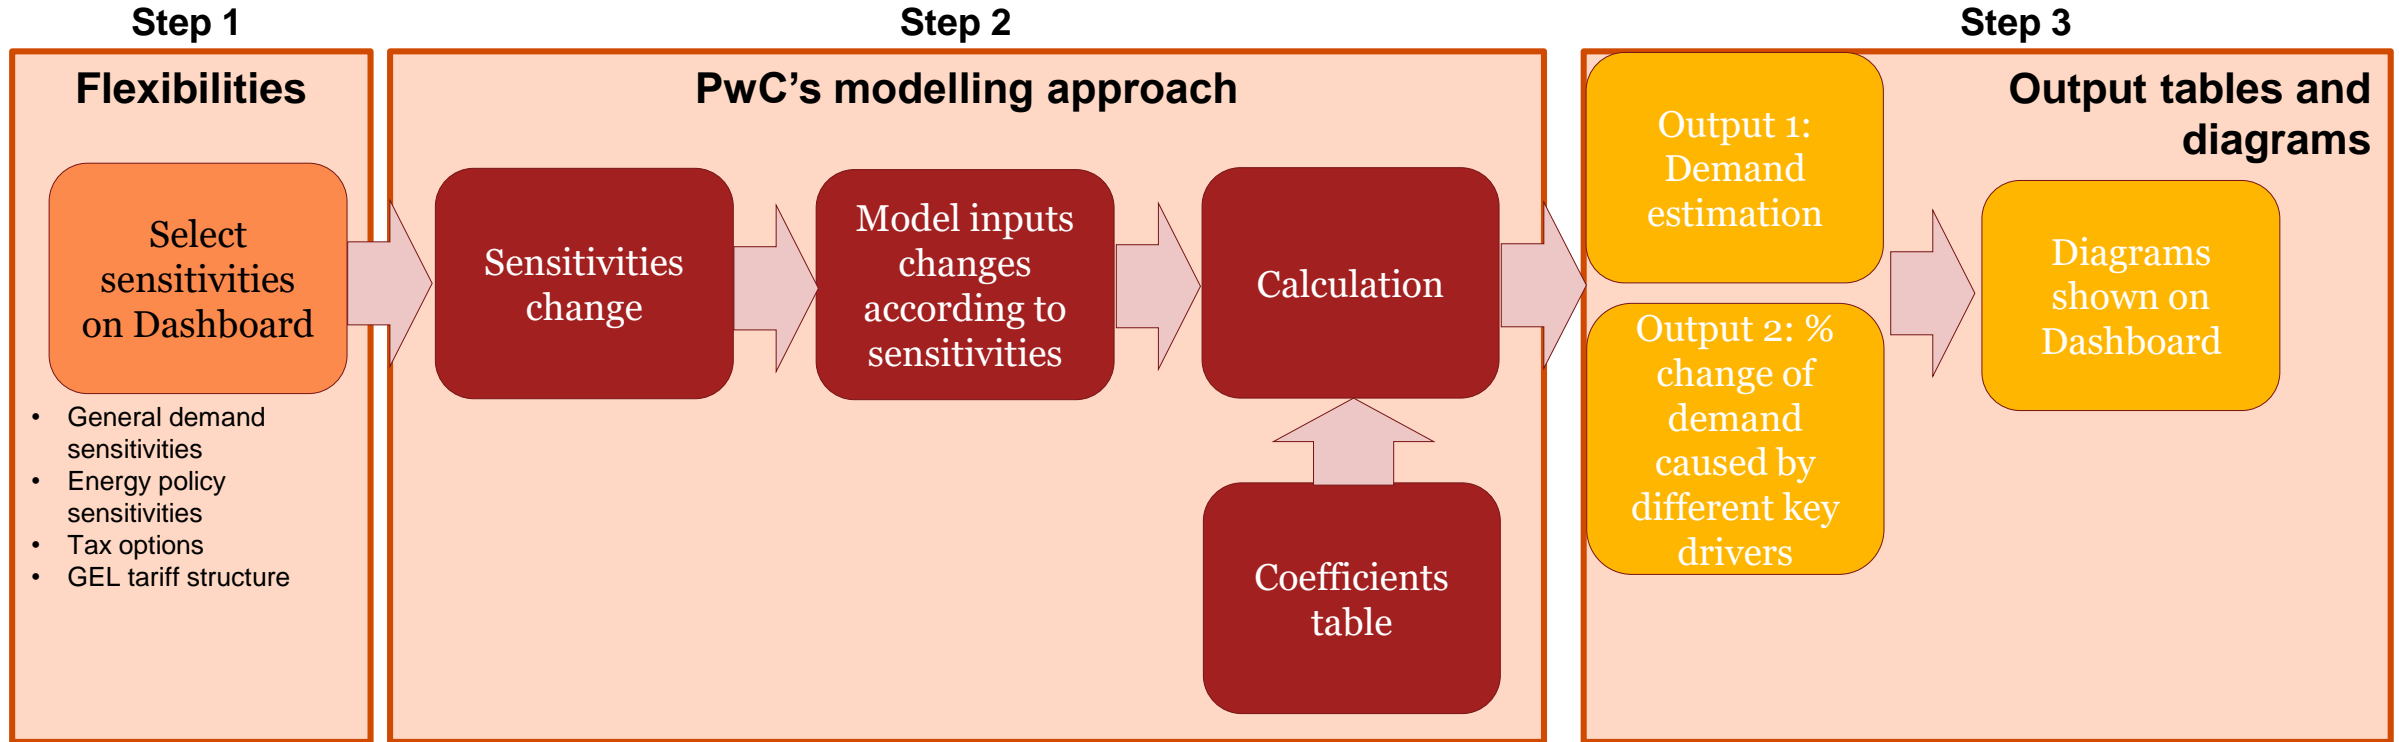 Step 1
Flexibilities
Select
sensitivities
on Dashboard
• General demand
sensitivities
• Energy policy
sensitivities
• Tax options
• GEL tariff structure
Step 2
PwC’s modelling approach
Sensitivities
change
Model inputs
changes
according to
sensitivities
Calculation
Coefficients
table
Step 3
Output tables and
diagrams
Output 1:
Demand
estimation
Output 2: %
change of
demand
caused by
different key
drivers
Diagrams
shown on
Dashboard